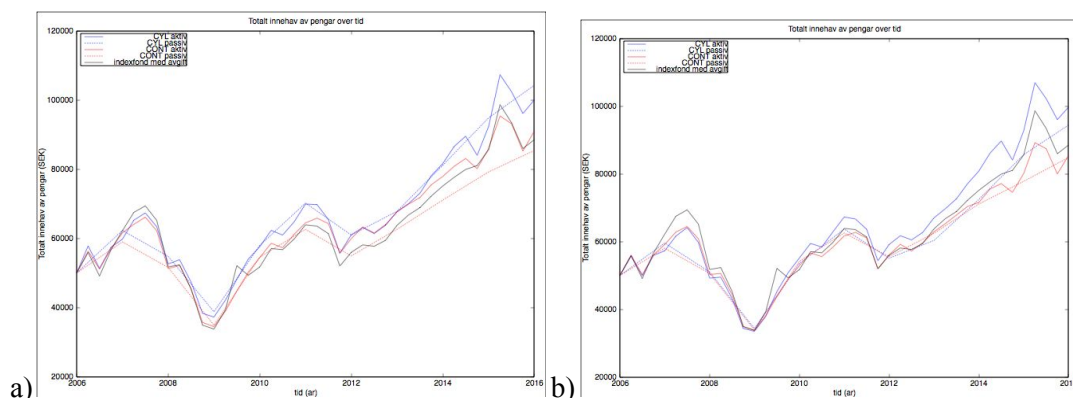 Totalt innehav av pengar over tid
120000
100000
80000
60000
40000
20000
Totalt innehav av pengar (SEK)
CYL aktiv
CYL passiv
CONT aktiv
CONT passiv
indexfond med avgift
2006
2008
2010
2012
2014
2016
tid (ar)
a)
Totalt innehav av pengar over tid
120000
100000
80000
60000
40000
20000
Totalt innehav av pengar (SEK)
CYL aktiv
CYL passiv
CONT aktiv
CONT passiv
indexfond med avgift
2006
2008
2010
2012
2014
2016
tid (ar)
b)